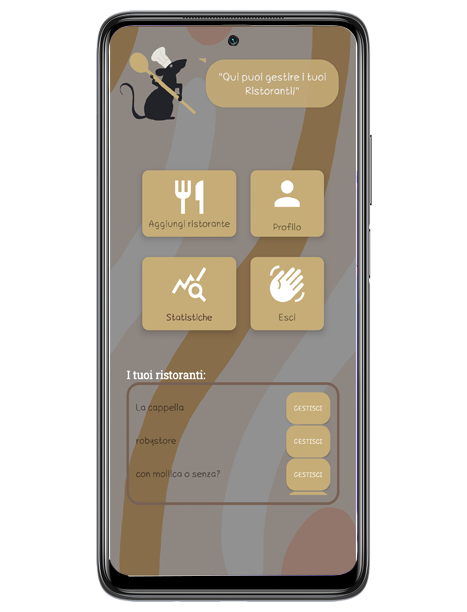 "Qui puoi gestire i tuoi
Ristoranti!"
Aggiungi ristorante
Profilo
Statistiche
Esci
I tuoi ristoranti:
La cappella
GESTISCI
robystore
GESTISCI
con mollica o senza?
GESTISCI